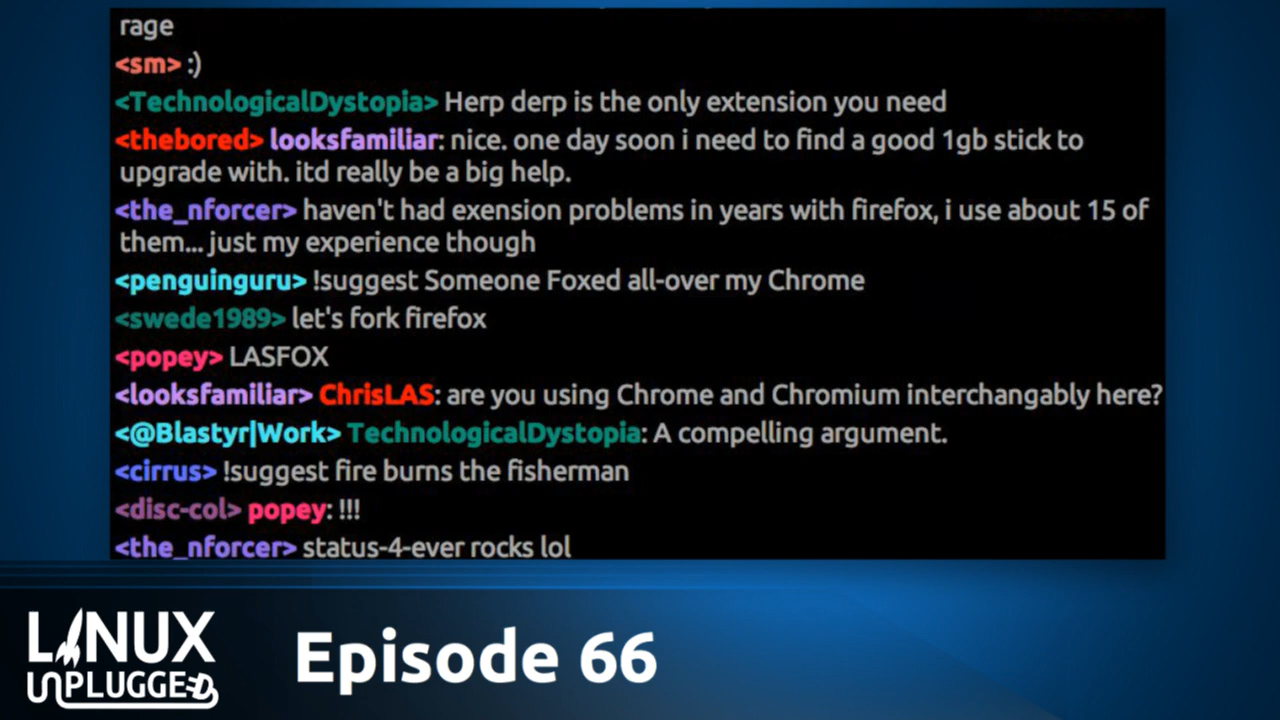 rage
<sm> :)
<TechnologicalDystopia> Herp derp is the only extension you need
<thebored> looksfamiliar: nice. one day soon i need to find a good 1gb stick to
upgrade with. itd really be a big help.
<the_nforcer> haven't had exension problems in years with firefox, i use about 15 of
them... just my experience though
<penguinguru> !suggest Someone Foxed all-over my Chrome
<swede1989> let's fork firefox
<popey> LASFOX
<looksfamiliar> ChrisLAS: are you using Chrome and Chromium interchangably here?
<@Blastyr|Work> TechnologicalDystopia: A compelling argument.
<cirrus> !suggest fire burns the fisherman
<disc-col> popey: !!!
<the_nforcer> status-4-ever rocks lol
LINUX
UNPLUGGED
Episode 66